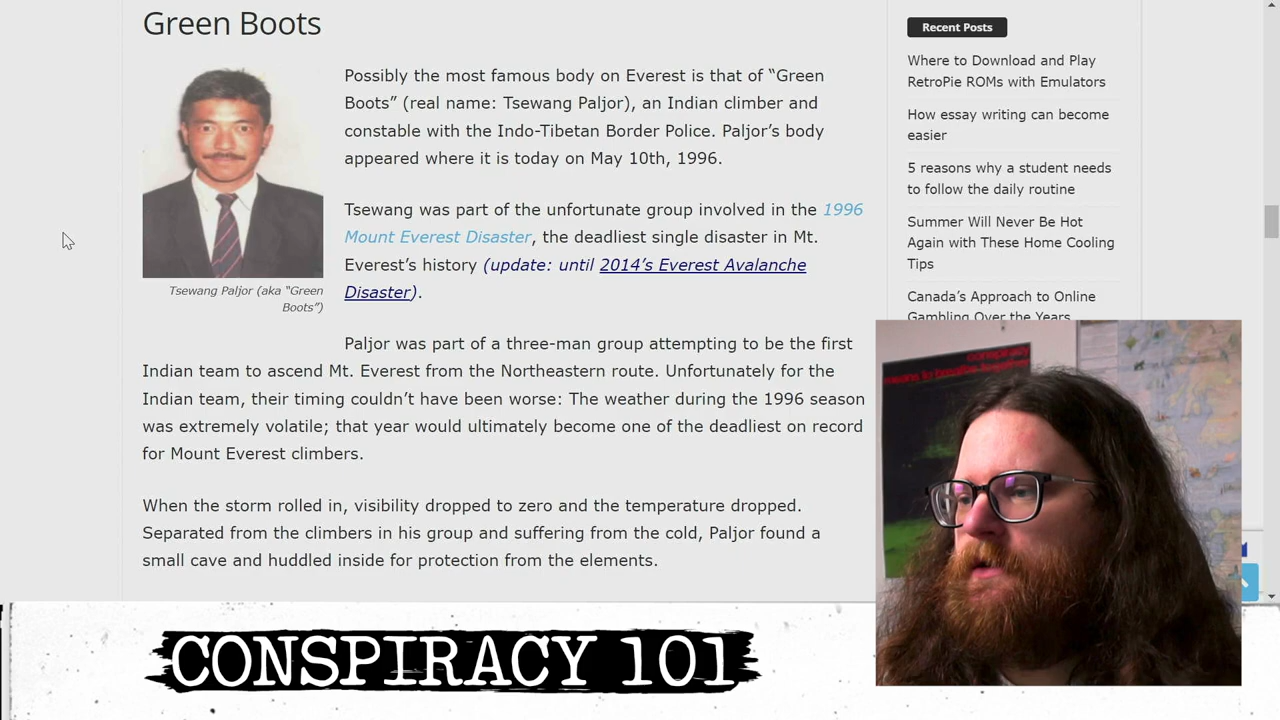 Green Boots
Possibly the most famous body on Everest is that of “Green
Boots” (real name: Tsewang Paljor), an Indian climber and
constable with the Indo-Tibetan Border Police. Paljor’s body
appeared where it is today on May 10th, 1996.
Tsewang was part of the unfortunate group involved in the 1996
Mount Everest Disaster, the deadliest single disaster in Mt.
Everest’s history (update: until 2014’s Everest Avalanche
Disaster).
Tsewang Paljor (aka “Green
Boots”)
Paljor was part of a three-man group attempting to be the first
Indian team to ascend Mt. Everest from the Northeastern route. Unfortunately for the
Indian team, their timing couldn’t have been worse: The weather during the 1996 season
was extremely volatile; that year would ultimately become one of the deadliest on record
for Mount Everest climbers.
When the storm rolled in, visibility dropped to zero and the temperature dropped.
Separated from the climbers in his group and suffering from the cold, Paljor found a
small cave and huddled inside for protection from the elements.
Recent Posts
Where to Download and Play
RetroPie ROMs with Emulators
How essay writing can become
easier
5 reasons why a student needs
to follow the daily routine
Summer Will Never Be Hot
Again with These Home Cooling
Tips
Canada’s Approach to Online
Gambling Over the Years
conspiracy
means to breathe together
CONSPIRACY 101